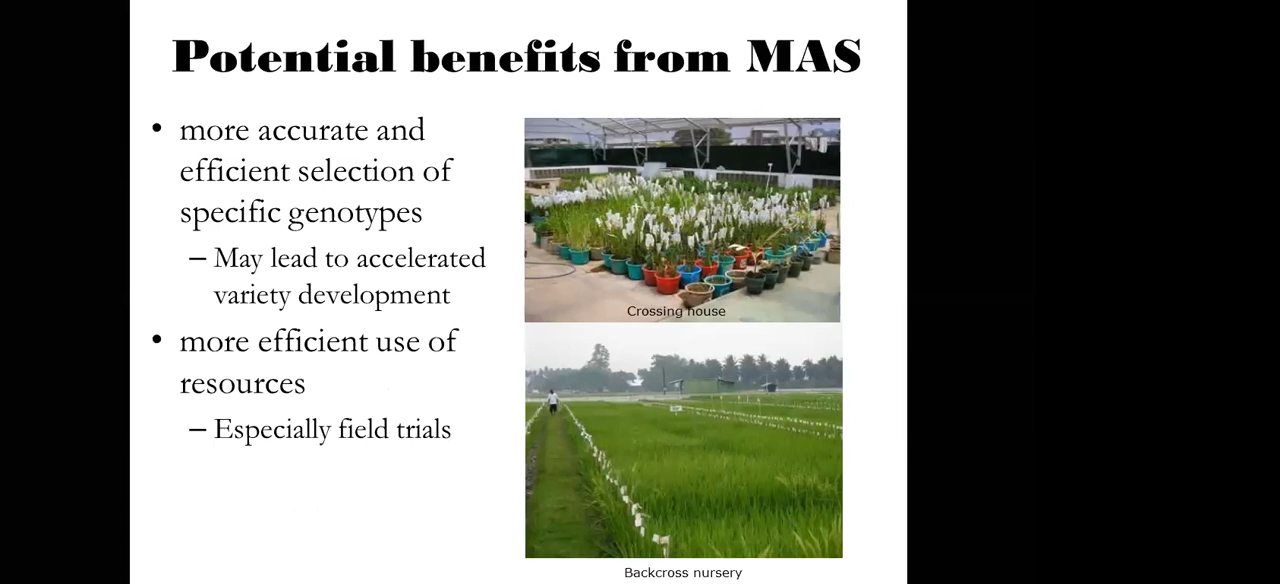 Potential benefits from MAS
• more accurate and
efficient selection of
specific genotypes
– May lead to accelerated
variety development
• more efficient use of
resources
– Especially field trials
Crossing house
Backcross nursery